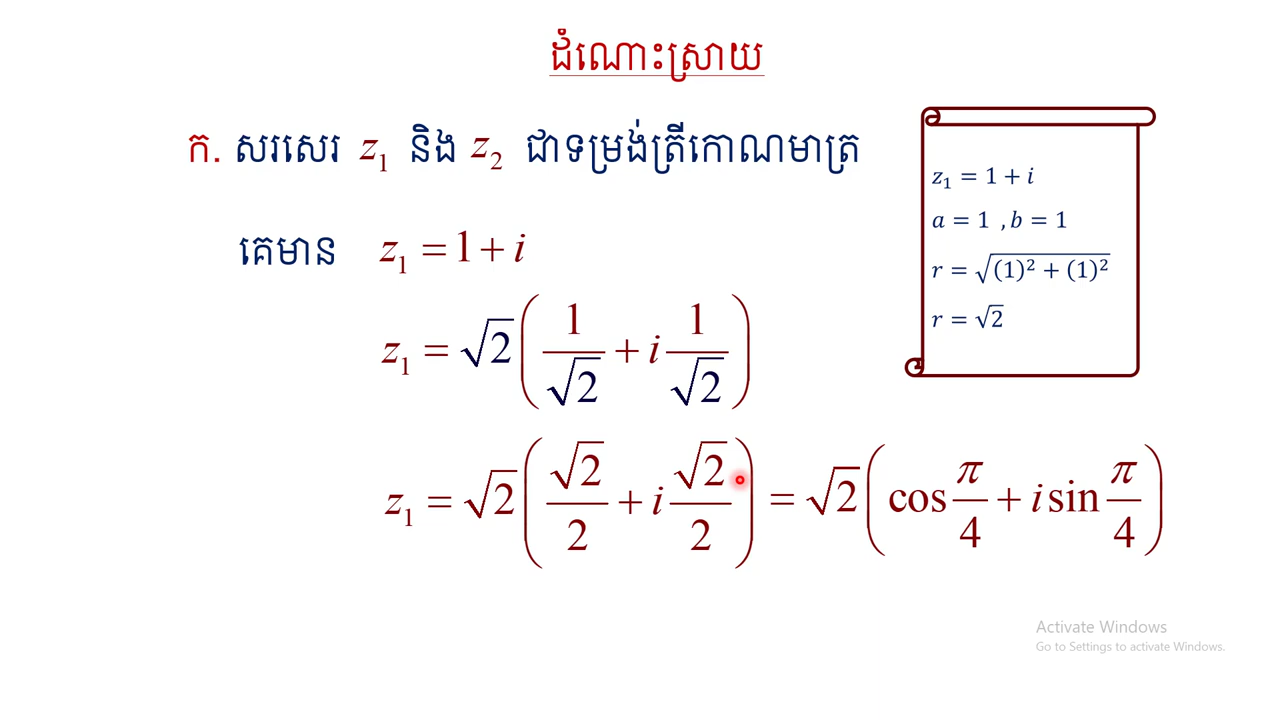 ដំណោះស្រាយ
ក. សរសេរ z₁ និង z₂ ជាទម្រង់ត្រីកោណមាត្រ
គេមាន z₁ = 1 + i
z₁ = √2 (1/√2 + i 1/√2)
z₁ = √2 (√2/2 + i √2/2) = √2 (cos π/4 + i sin π/4)
z₁ = 1 + i
a = 1 , b = 1
r = √((1)² + (1)²)
r = √2
Activate Windows
Go to Settings to activate Windows.